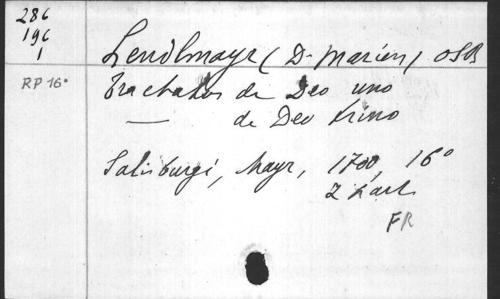 286
196
1
RP 16°
Lendlmayr (D. Marian) OSB
Tractatus de Deo uno
— de Deo trino
Salisburgi, Mayr, 1700, 16°
2 part
FR